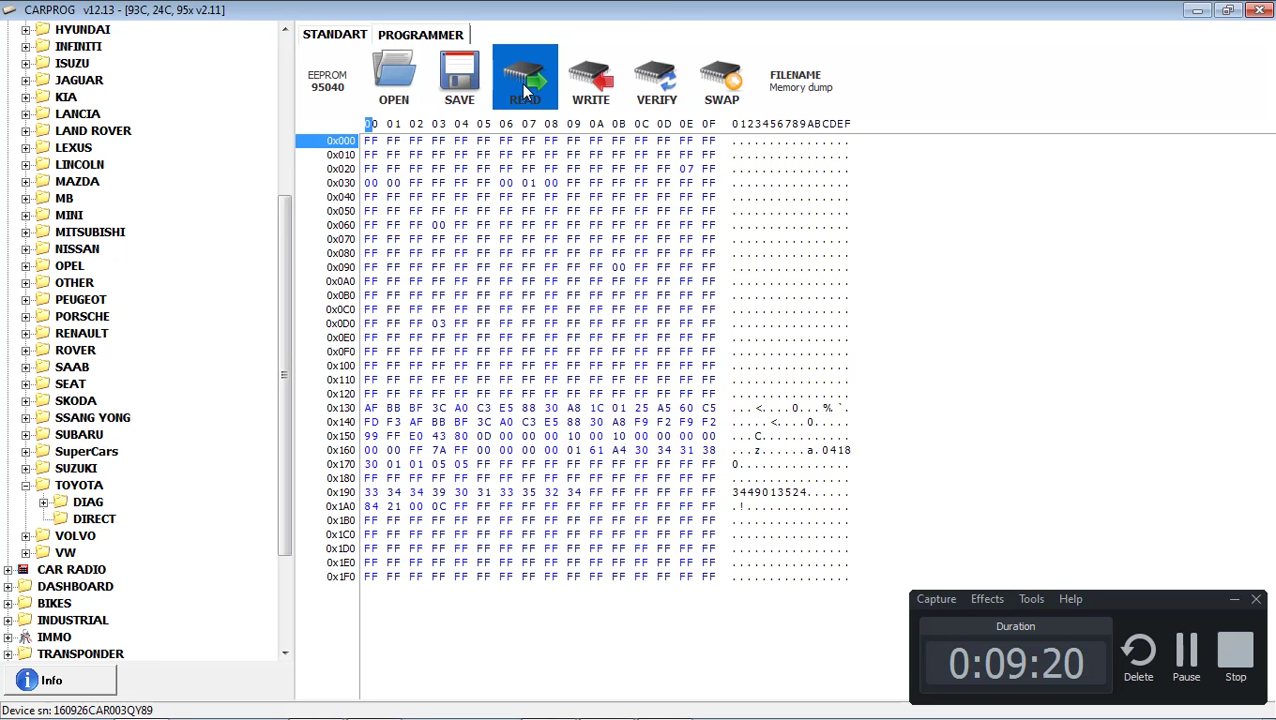 CARPROG v12.13 - [93C, 24C, 95x v2.11]
HYUNDAI
INFINITI
ISUZU
JAGUAR
KIA
LANCIA
LAND ROVER
LEXUS
LINCOLN
MAZDA
MB
MINI
MITSUBISHI
NISSAN
OPEL
OTHER
PEUGEOT
PORSCHE
RENAULT
ROVER
SAAB
SEAT
SKODA
SSANG YONG
SUBARU
SuperCars
SUZUKI
TOYOTA
DIAG
DIRECT
VOLVO
VW
CAR RADIO
DASHBOARD
BIKES
INDUSTRIAL
IMMO
TRANSPONDER
Info
Device sn: 160926CAR003QY89
STANDART PROGRAMMER
EEPROM
95040
OPEN SAVE READ WRITE VERIFY SWAP
FILENAME
Memory dump
00 01 02 03 04 05 06 07 08 09 0A 0B 0C 0D 0E 0F 0123456789ABCDEF
0x000 FF FF FF FF FF FF FF FF FF FF FF FF FF FF FF FF ................
0x010 FF FF FF FF FF FF FF FF FF FF FF FF FF FF FF FF ................
0x020 FF FF FF FF FF FF FF FF FF FF FF FF FF FF 07 FF ................
0x030 00 00 FF FF FF FF 00 01 00 FF FF FF FF FF FF FF ................
0x040 FF FF FF FF FF FF FF FF FF FF FF FF FF FF FF FF ................
0x050 FF FF FF FF FF FF FF FF FF FF FF FF FF FF FF FF ................
0x060 FF FF FF 00 FF FF FF FF FF FF FF FF FF FF FF FF ................
0x070 FF FF FF FF FF FF FF FF FF FF FF FF FF FF FF FF ................
0x080 FF FF FF FF FF FF FF FF FF FF FF FF FF FF FF FF ................
0x090 FF FF FF FF FF FF FF FF FF FF FF 00 FF FF FF FF ................
0x0A0 FF FF FF FF FF FF FF FF FF FF FF FF FF FF FF FF ................
0x0B0 FF FF FF FF FF FF FF FF FF FF FF FF FF FF FF FF ................
0x0C0 FF FF FF FF FF FF FF FF FF FF FF FF FF FF FF FF ................
0x0D0 FF FF FF 03 FF FF FF FF FF FF FF FF FF FF FF FF ................
0x0E0 FF FF FF FF FF FF FF FF FF FF FF FF FF FF FF FF ................
0x0F0 FF FF FF FF FF FF FF FF FF FF FF FF FF FF FF FF ................
0x100 FF FF FF FF FF FF FF FF FF FF FF FF FF FF FF FF ................
0x110 FF FF FF FF FF FF FF FF FF FF FF FF FF FF FF FF ................
0x120 FF FF FF FF FF FF FF FF FF FF FF FF FF FF FF FF ................
0x130 AF BB BF 3C A0 C3 E5 88 30 A8 1C 01 25 A5 60 C5 ...<....0...%.`.
0x140 FD F3 AF BB BF 3C A0 C3 E5 88 30 A8 F9 F2 F9 F2 .....<....0.....
0x150 99 FF E0 43 80 0D 00 00 00 10 00 10 00 00 00 00 ...C............
0x160 00 00 FF 7A FF 00 00 00 00 01 61 A4 30 34 31 38 ...z......a.0418
0x170 30 01 01 05 05 FF FF FF FF FF FF FF FF FF FF FF 0...............
0x180 FF FF FF FF FF FF FF FF FF FF FF FF FF FF FF FF ................
0x190 33 34 34 39 30 31 33 35 32 34 FF FF FF FF FF FF 3449013524......
0x1A0 84 21 00 0C FF FF FF FF FF FF FF FF FF FF FF FF .!..............
0x1B0 FF FF FF FF FF FF FF FF FF FF FF FF FF FF FF FF ................
0x1C0 FF FF FF FF FF FF FF FF FF FF FF FF FF FF FF FF ................
0x1D0 FF FF FF FF FF FF FF FF FF FF FF FF FF FF FF FF ................
0x1E0 FF FF FF FF FF FF FF FF FF FF FF FF FF FF FF FF ................
0x1F0 FF FF FF FF FF FF FF FF FF FF FF FF FF FF FF FF ................
Capture Effects Tools Help
Duration
0:09:20
Delete Pause Stop